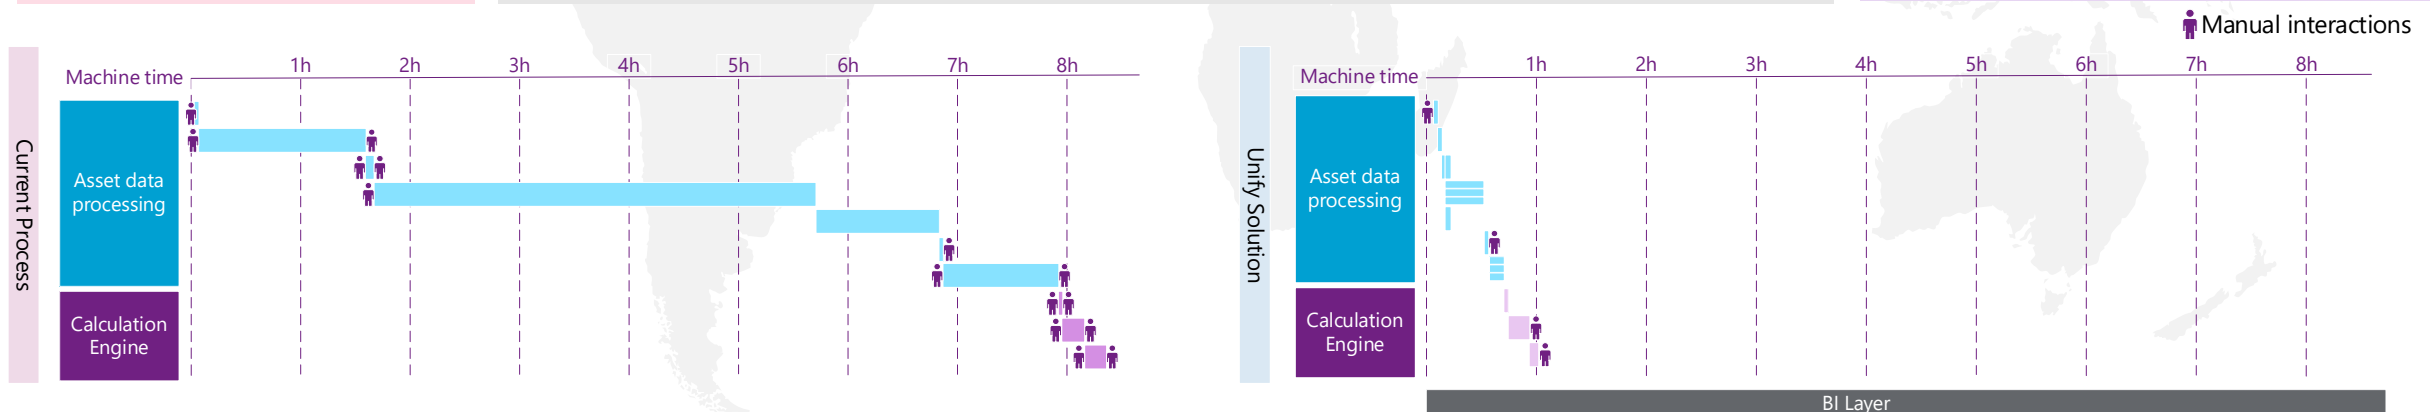 Manual interactions
Current Process
Machine time
1h 2h 3h 4h 5h 6h 7h 8h
Asset data
processing
Calculation
Engine
Unify Solution
Machine time
1h 2h 3h 4h 5h 6h 7h 8h
Asset data
processing
Calculation
Engine
BI Layer